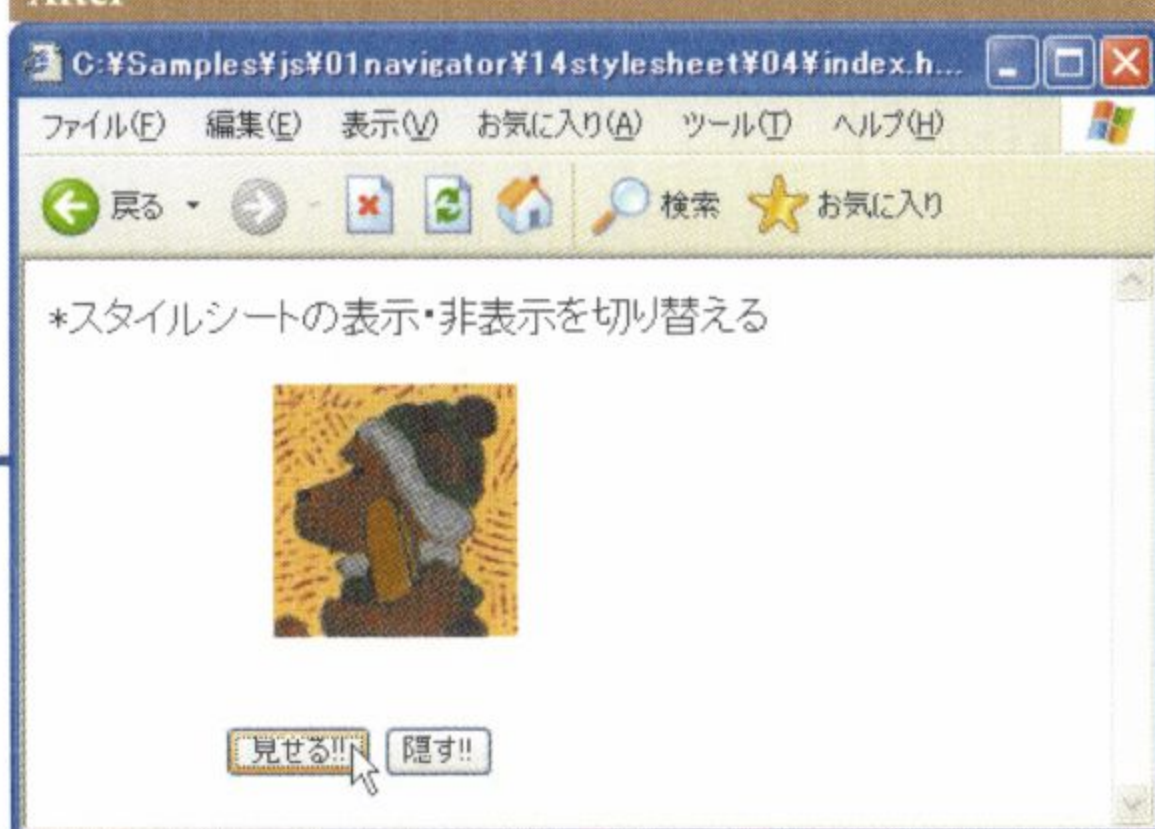 After
C:¥Samples¥js¥01navigator¥14stylesheet¥04¥index.h...
ファイル(F) 編集(E) 表示(V) お気に入り(A) ツール(T) ヘルプ(H)
戻る 検索 お気に入り
*スタイルシートの表示・非表示を切り替える
見せる!! 隠す!!